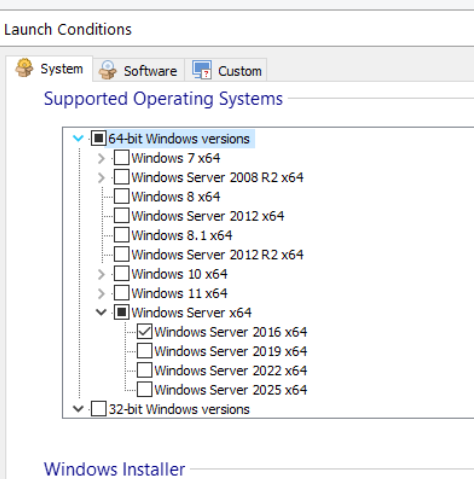 Launch Conditions
System Software Custom
Supported Operating Systems
64-bit Windows versions
Windows 7 x64
Windows Server 2008 R2 x64
Windows 8 x64
Windows Server 2012 x64
Windows 8.1 x64
Windows Server 2012 R2 x64
Windows 10 x64
Windows 11 x64
Windows Server x64
Windows Server 2016 x64
Windows Server 2019 x64
Windows Server 2022 x64
Windows Server 2025 x64
32-bit Windows versions
Windows Installer